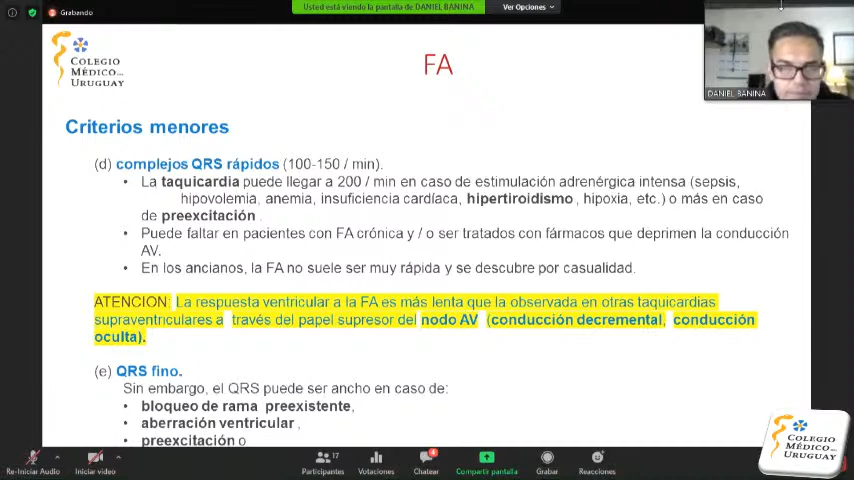 Grabando
Usted está viendo la pantalla de DANIEL BANINA
Ver Opciones
COLEGIO
MÉDICO DEL
URUGUAY
FA
DANIEL BANINA
Criterios menores
(d) complejos QRS rápidos (100-150 / min).
• La taquicardia puede llegar a 200 / min en caso de estimulación adrenérgica intensa (sepsis,
hipovolemia, anemia, insuficiencia cardíaca, hipertiroidismo , hipoxia, etc.) o más en caso
de preexcitación .
• Puede faltar en pacientes con FA crónica y / o ser tratados con fármacos que deprimen la conducción
AV.
• En los ancianos, la FA no suele ser muy rápida y se descubre por casualidad.
ATENCION: La respuesta ventricular a la FA es más lenta que la observada en otras taquicardias
supraventriculares a través del papel supresor del nodo AV (conducción decremental, conducción
oculta).
(e) QRS fino.
Sin embargo, el QRS puede ser ancho en caso de:
• bloqueo de rama preexistente,
• aberración ventricular ,
• preexcitación o
COLEGIO
MÉDICO DEL
URUGUAY
Re-Iniciar Audio
Iniciar video
17
Participantes
Votaciones
4
Chatear
Compartir pantalla
Grabar
Reacciones